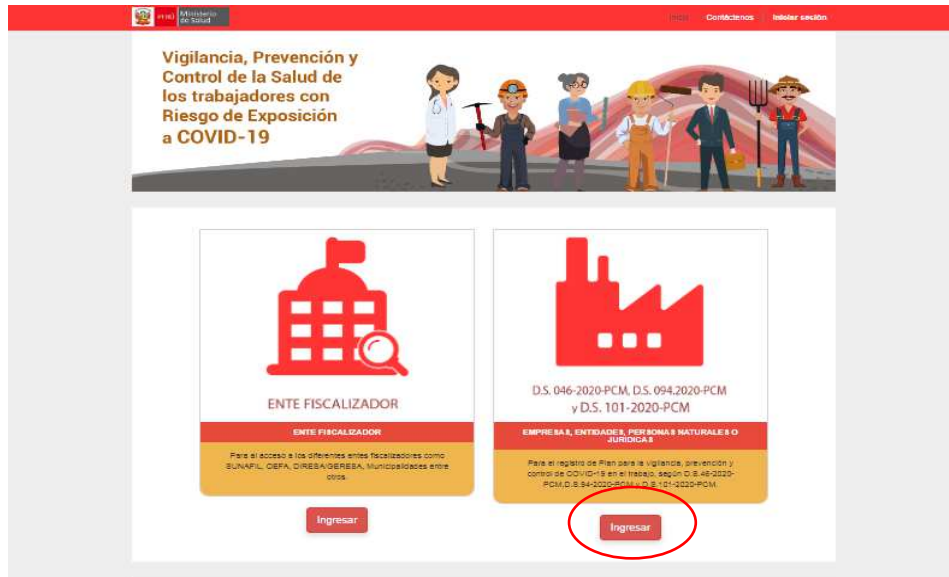 PERÚ
Ministerio
de Salud
Inicio
Contáctenos
Iniciar sesión
Vigilancia, Prevención y
Control de la Salud de
los trabajadores con
Riesgo de Exposición
a COVID-19
ENTE FISCALIZADOR
ENTE FISCALIZADOR
Para el acceso a los diferentes entes fiscalizadores como
SUNAFIL, OEFA, DIRESA/GERESA, Municipalidades entre
otros.
Ingresar
D.S. 046-2020-PCM, D.S. 094.2020-PCM
y D.S. 101-2020-PCM
EMPRESAS, ENTIDADES, PERSONAS NATURALES O
JURIDICAS
Para el registro de Plan para la vigilancia, prevención y
control de COVID-19 en el trabajo, según D.S.46-2020-
PCM,D.S.94-2020-PCM y D.S.101-2020-PCM.
Ingresar